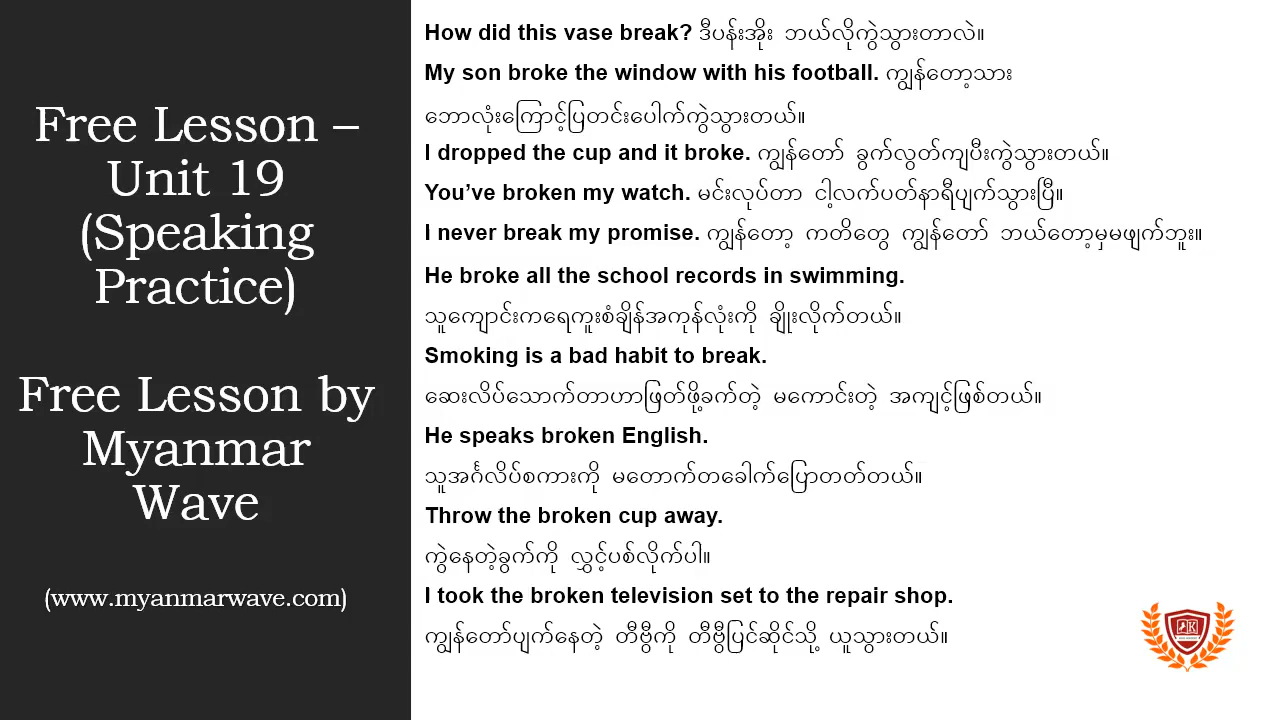 Free Lesson –
Unit 19
(Speaking
Practice)
Free Lesson by
Myanmar
Wave
(www.myanmarwave.com)
How did this vase break? ဒီပန်းအိုး ဘယ်လိုကွဲသွားတာလဲ။
My son broke the window with his football. ကျွန်တော့သား
ဘောလုံးကြောင့်ပြတင်းပေါက်ကွဲသွားတယ်။
I dropped the cup and it broke. ကျွန်တော် ခွက်လွတ်ကျပီးကွဲသွားတယ်။
You’ve broken my watch. မင်းလုပ်တာ ငါ့လက်ပတ်နာရီပျက်သွားပြီ။
I never break my promise. ကျွန်တော့ ကတိတွေ ကျွန်တော် ဘယ်တော့မှမဖျက်ဘူး။
He broke all the school records in swimming.
သူကျောင်းကရေကူးစံချိန်အကုန်လုံးကို ချိုးလိုက်တယ်။
Smoking is a bad habit to break.
ဆေးလိပ်သောက်တာဟာဖြတ်ဖို့ခက်တဲ့ မကောင်းတဲ့ အကျင့်ဖြစ်တယ်။
He speaks broken English.
သူအင်္ဂလိပ်စကားကို မတောက်တခေါက်ပြောတတ်တယ်။
Throw the broken cup away.
ကွဲနေတဲ့ခွက်ကို လွှင့်ပစ်လိုက်ပါ။
I took the broken television set to the repair shop.
ကျွန်တော်ပျက်နေတဲ့ တီဗွီကို တီဗွီပြင်ဆိုင်သို့ ယူသွားတယ်။